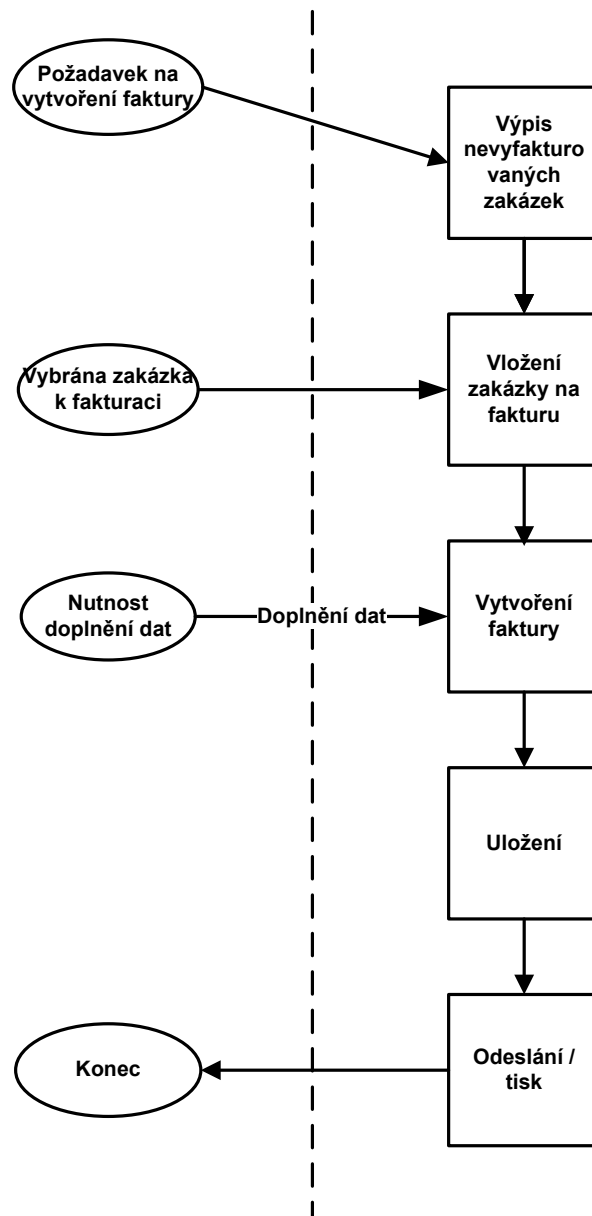 Požadavek na
vytvoření faktury
Výpis
nevyfakturo
vaných
zakázek
Vybrána zakázka
k fakturaci
Vložení
zakázky na
fakturu
Nutnost
doplnění dat
Doplnění dat
Vytvoření
faktury
Uložení
Konec
Odeslání /
tisk